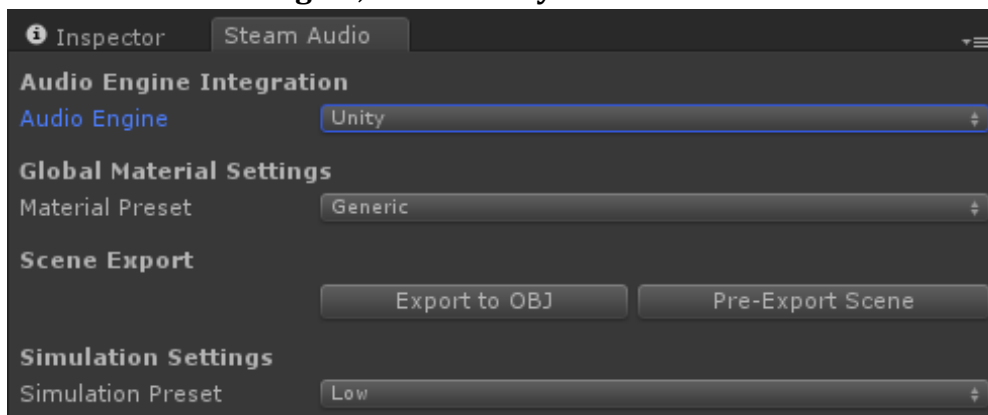 Inspector Steam Audio
Audio Engine Integration
Audio Engine Unity
Global Material Settings
Material Preset Generic
Scene Export
Export to OBJ Pre-Export Scene
Simulation Settings
Simulation Preset Low